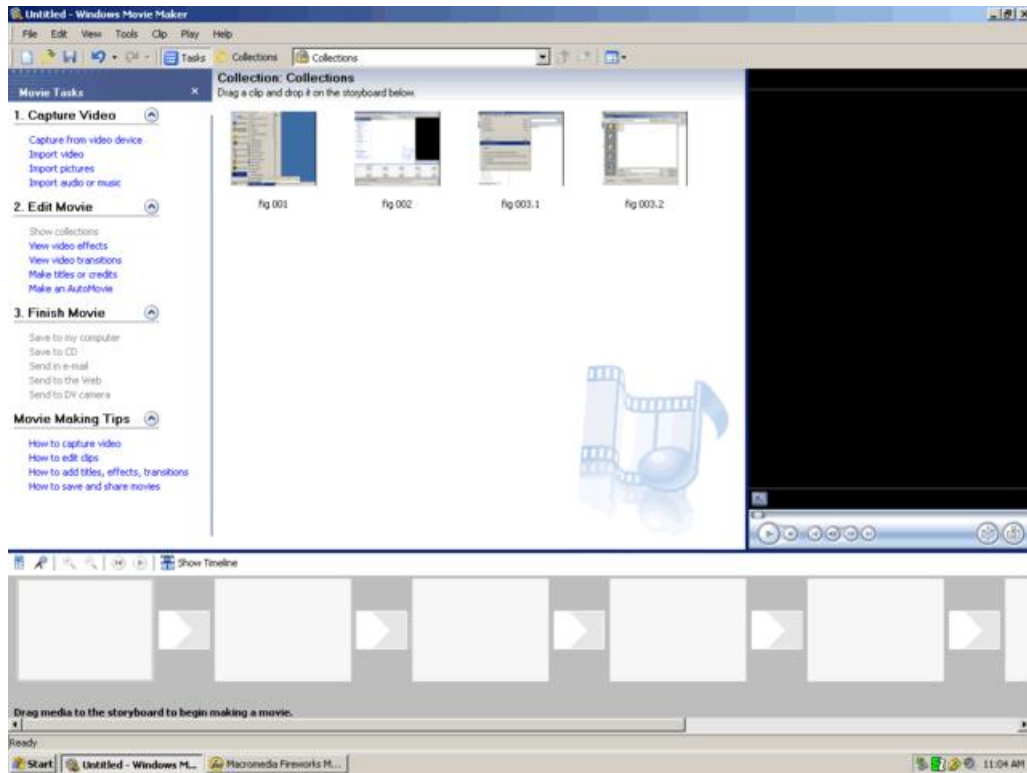 Untitled - Windows Movie Maker
File Edit View Tools Clip Play Help
Tasks Collections Collections
Movie Tasks
Collection: Collections
Drag a clip and drop it on the storyboard below.
1. Capture Video
Capture from video device
Import video
Import pictures
Import audio or music
fig 001 fig 002 fig 003.1 fig 003.2
2. Edit Movie
Show collections
View video effects
View video transitions
Make titles or credits
Make an AutoMovie
3. Finish Movie
Save to my computer
Save to CD
Send in e-mail
Send to the Web
Send to DV camera
Movie Making Tips
How to capture video
How to edit clips
How to add titles, effects, transitions
How to save and share movies
Show Timeline
Drag media to the storyboard to begin making a movie.
Ready
Start Untitled - Windows M... Macromedia Fireworks M... 11:04 AM